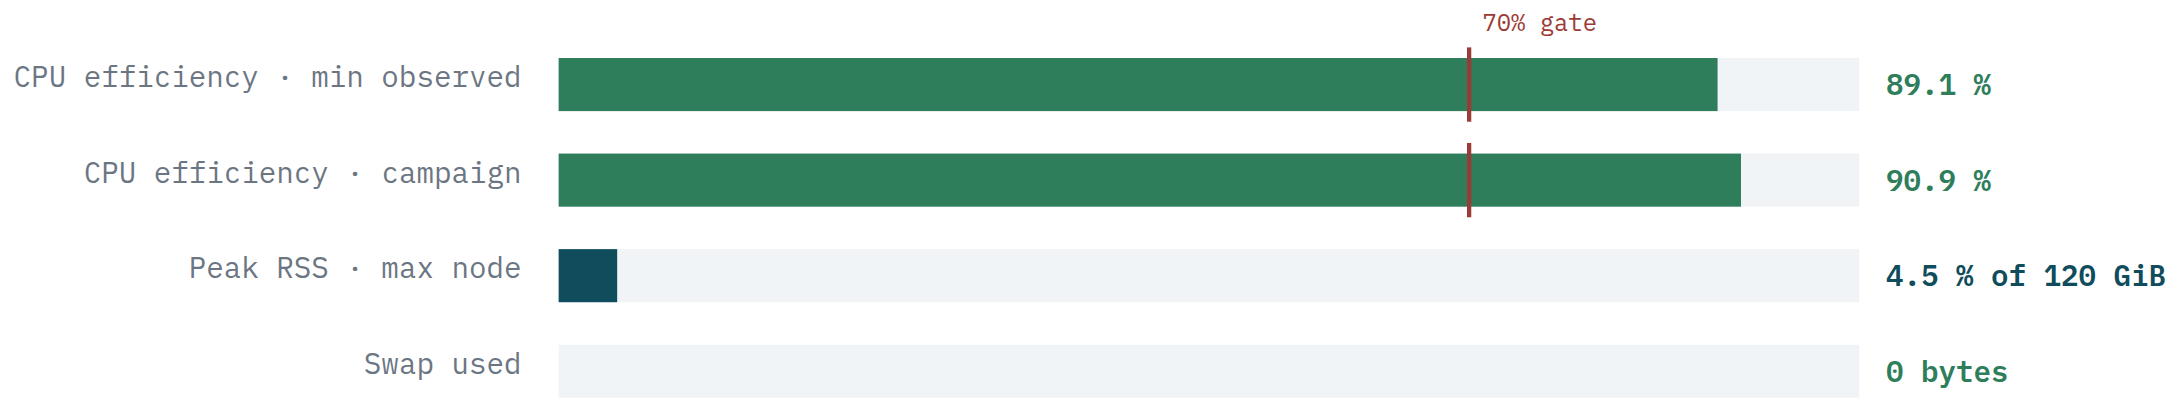 70% gate
CPU efficiency · min observed 89.1 %
CPU efficiency · campaign 90.9 %
Peak RSS · max node 4.5 % of 120 GiB
Swap used 0 bytes